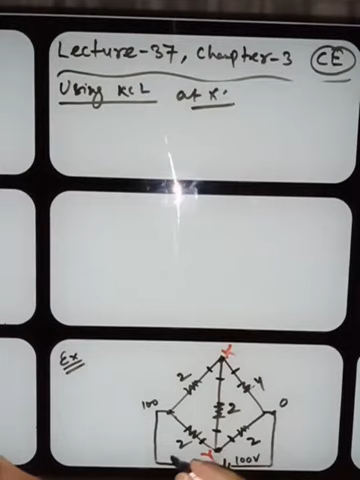 Lecture-37, Chapter-3 CE
Using KCL at x:
Ex
x
2 4
100 2 0
2 2
y 100V